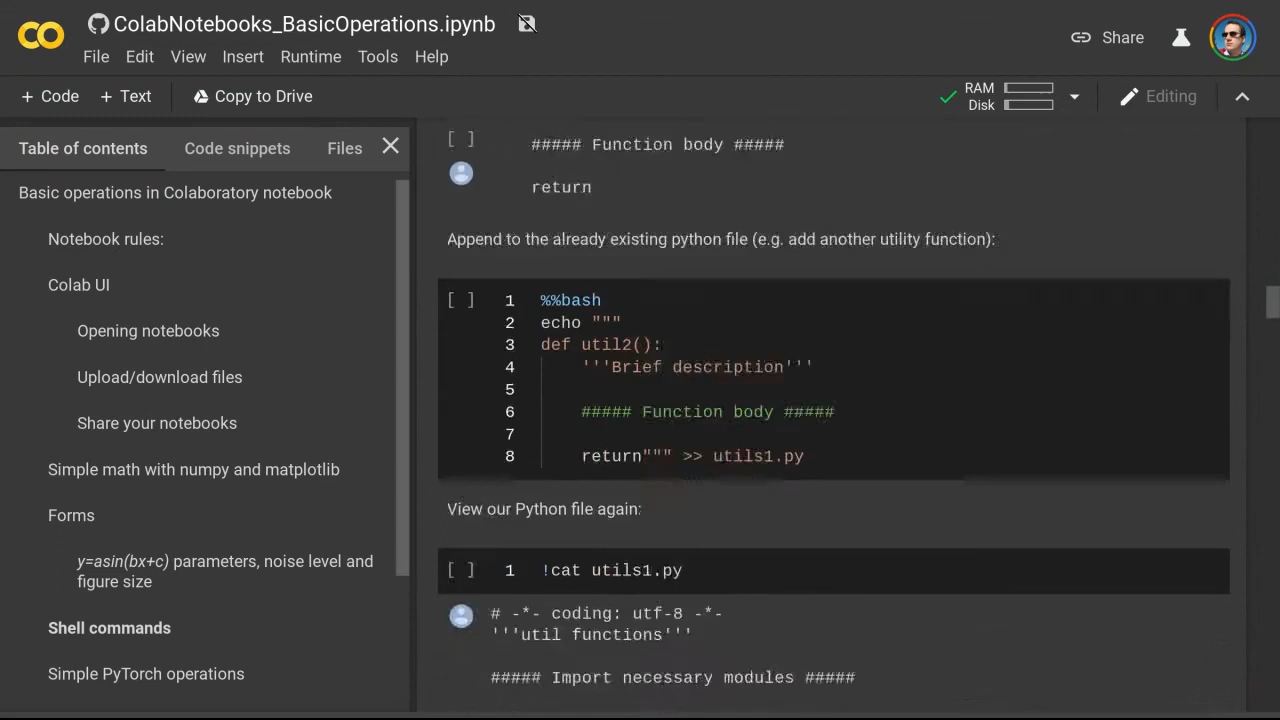 ColabNotebooks_BasicOperations.ipynb
File Edit View Insert Runtime Tools Help
Share
+ Code + Text Copy to Drive
RAM
Disk
Editing
Table of contents Code snippets Files
Basic operations in Colaboratory notebook
Notebook rules:
Colab UI
Opening notebooks
Upload/download files
Share your notebooks
Simple math with numpy and matplotlib
Forms
y=asin(bx+c) parameters, noise level and
figure size
Shell commands
Simple PyTorch operations
[ ] ##### Function body #####
return
Append to the already existing python file (e.g. add another utility function):
[ ] 1 %%bash
2 echo """
3 def util2():
4 '''Brief description'''
5
6 ##### Function body #####
7
8 return""" >> utils1.py
View our Python file again:
[ ] 1 !cat utils1.py
# -*- coding: utf-8 -*-
'''util functions'''
##### Import necessary modules #####